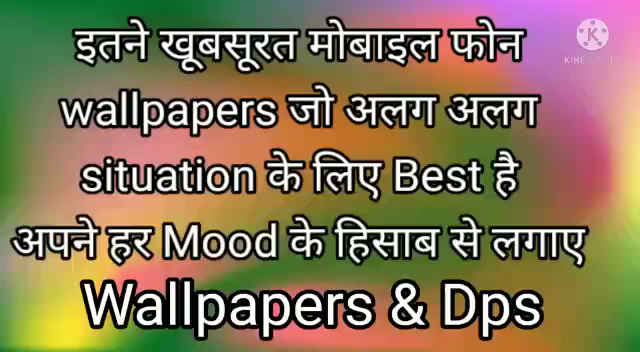 इतने खूबसूरत मोबाइल फोन
wallpapers जो अलग अलग
situation के लिए Best है
अपने हर Mood के हिसाब से लगाए
Wallpapers & Dps
K